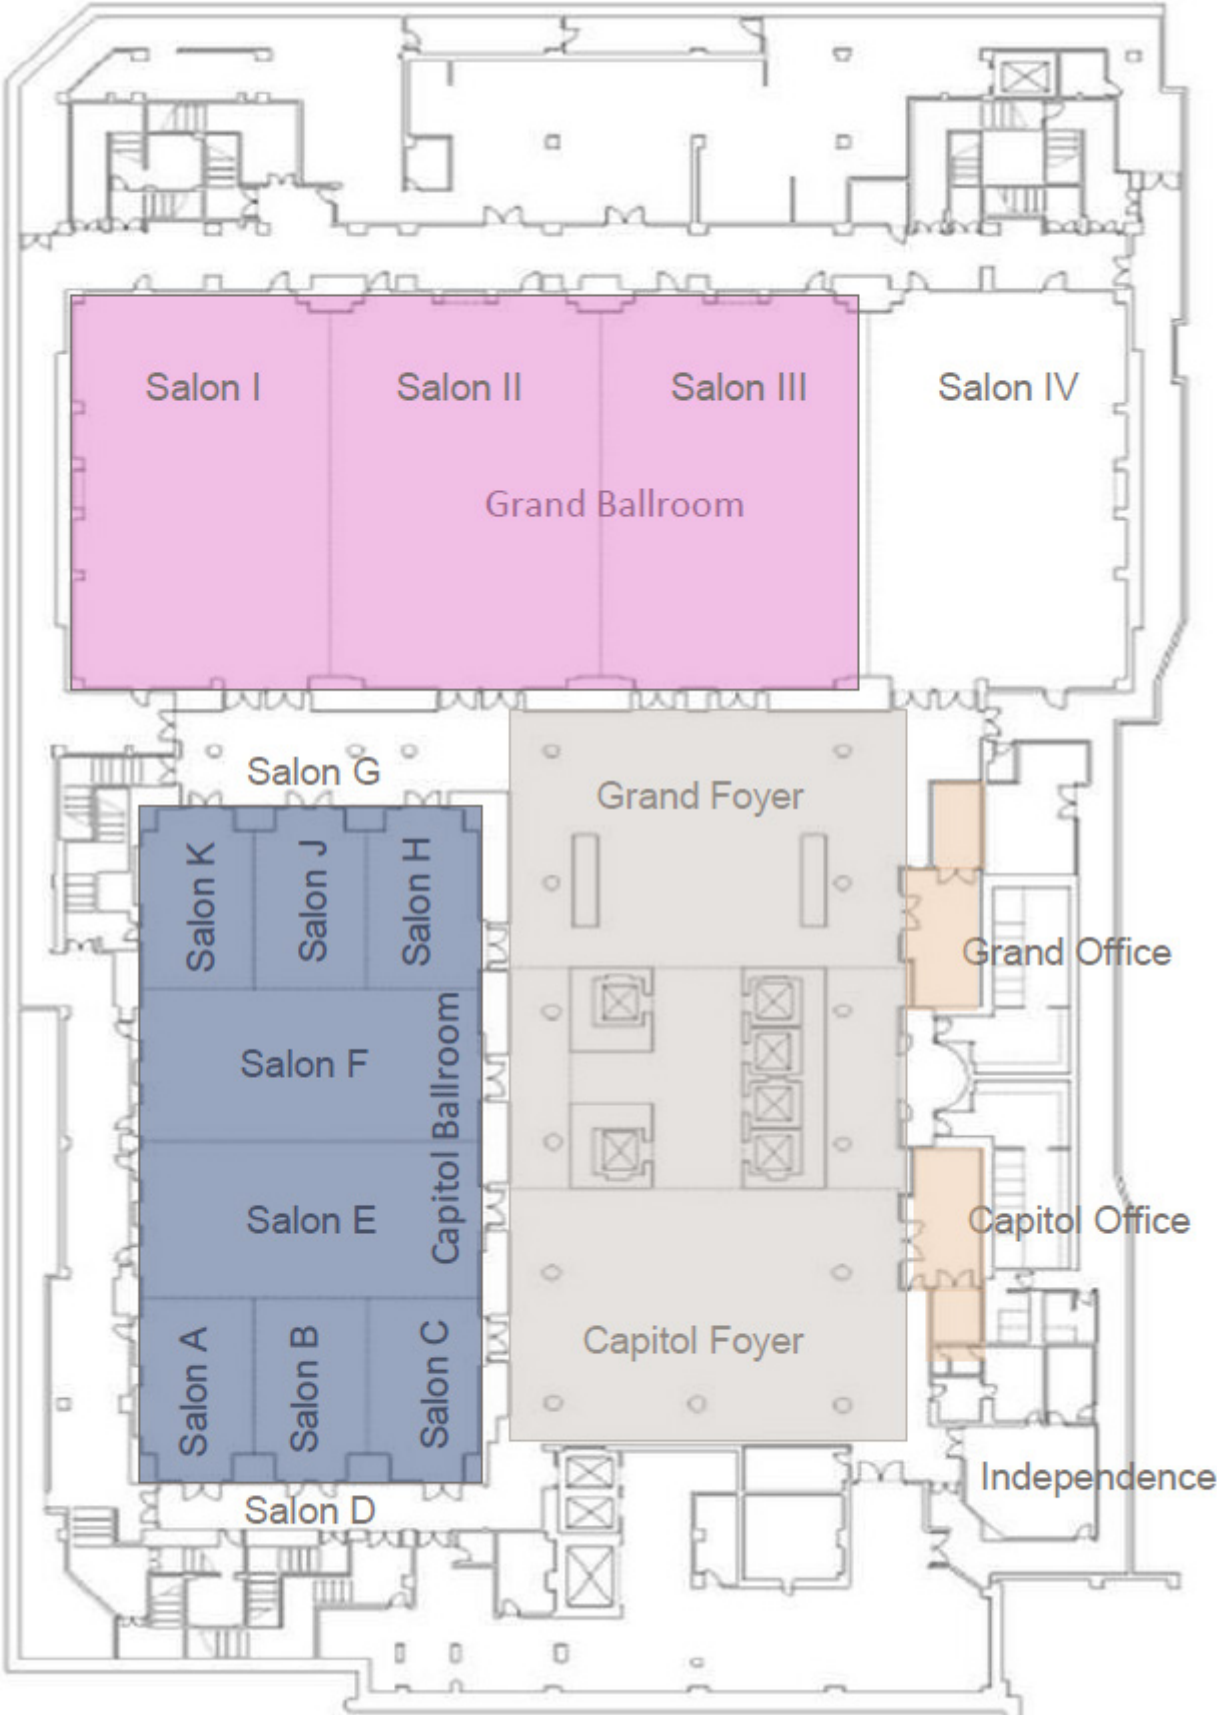 Salon I
Salon II
Salon III
Salon IV
Grand Ballroom
Salon G
Grand Foyer
Salon K
Salon J
Salon H
Grand Office
Salon F
Capitol Ballroom
Salon E
Capitol Office
Salon A
Salon B
Salon C
Capitol Foyer
Independence
Salon D